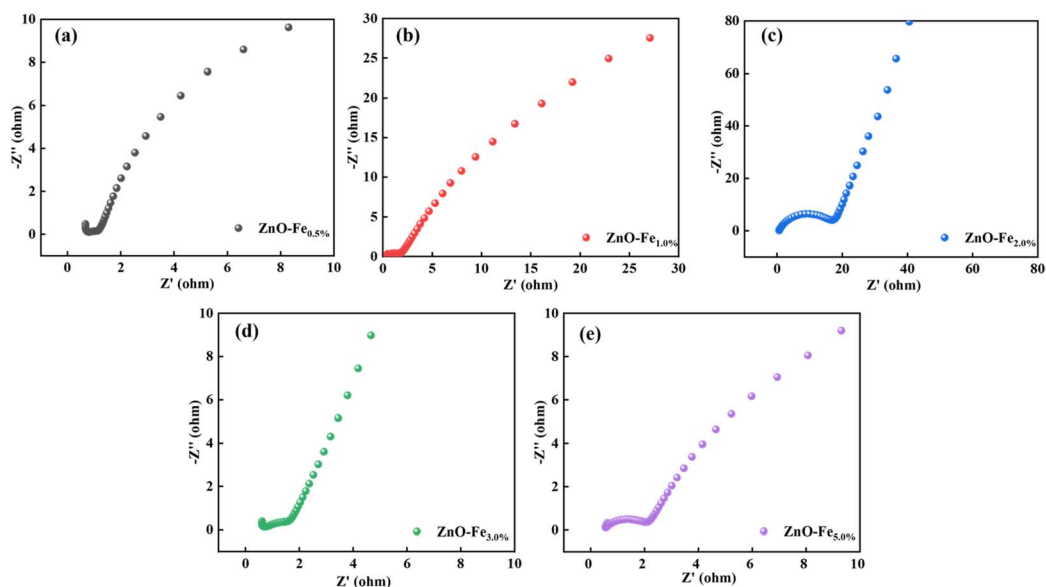 (a)
10
8
6
4
2
0
-Z'' (ohm)
0 2 4 6 8 10
Z' (ohm)
ZnO-Fe0.5%
(b)
30
25
20
15
10
5
0
-Z'' (ohm)
0 5 10 15 20 25 30
Z' (ohm)
ZnO-Fe1.0%
(c)
80
60
40
20
0
-Z'' (ohm)
0 20 40 60 80
Z' (ohm)
ZnO-Fe2.0%
(d)
10
8
6
4
2
0
-Z'' (ohm)
0 2 4 6 8 10
Z' (ohm)
ZnO-Fe3.0%
(e)
10
8
6
4
2
0
-Z'' (ohm)
0 2 4 6 8 10
Z' (ohm)
ZnO-Fe5.0%